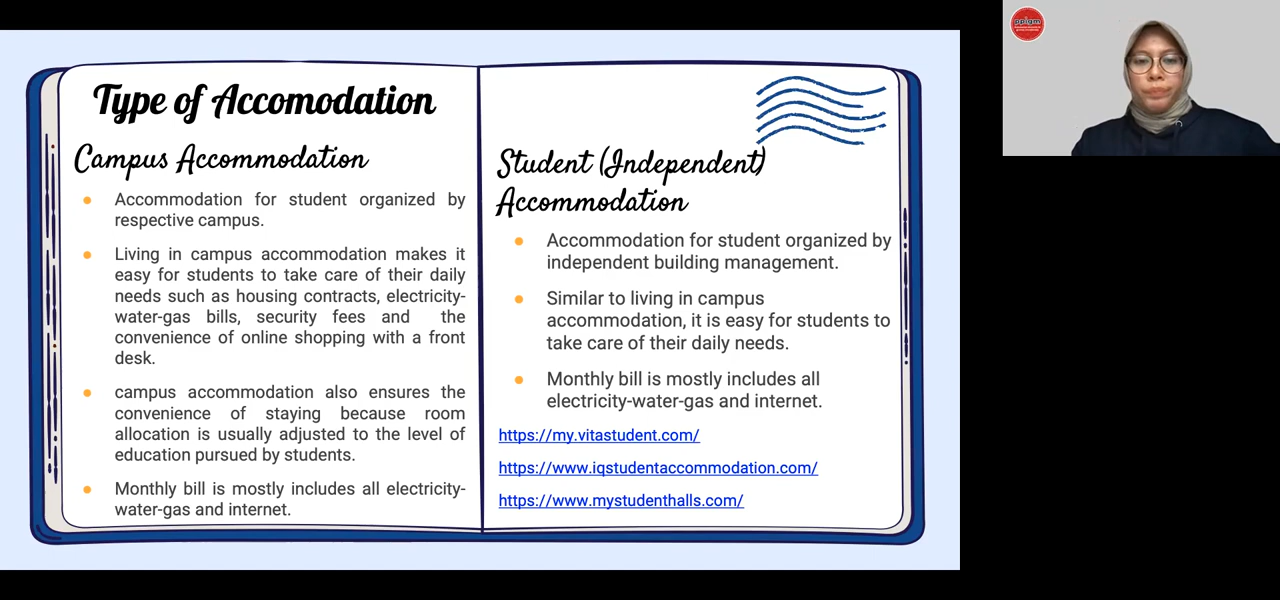 Type of Accomodation
Campus Accommodation
Accommodation for student organized by
respective campus.
Living in campus accommodation makes it
easy for students to take care of their daily
needs such as housing contracts, electricity-
water-gas bills, security fees and the
convenience of online shopping with a front
desk.
campus accommodation also ensures the
convenience of staying because room
allocation is usually adjusted to the level of
education pursued by students.
Monthly bill is mostly includes all electricity-
water-gas and internet.
Student (Independent)
Accommodation
Accommodation for student organized by
independent building management.
Similar to living in campus
accommodation, it is easy for students to
take care of their daily needs.
Monthly bill is mostly includes all
electricity-water-gas and internet.
https://my.vitastudent.com/
https://www.iqstudentaccommodation.com/
https://www.mystudenthalls.com/
ppigm